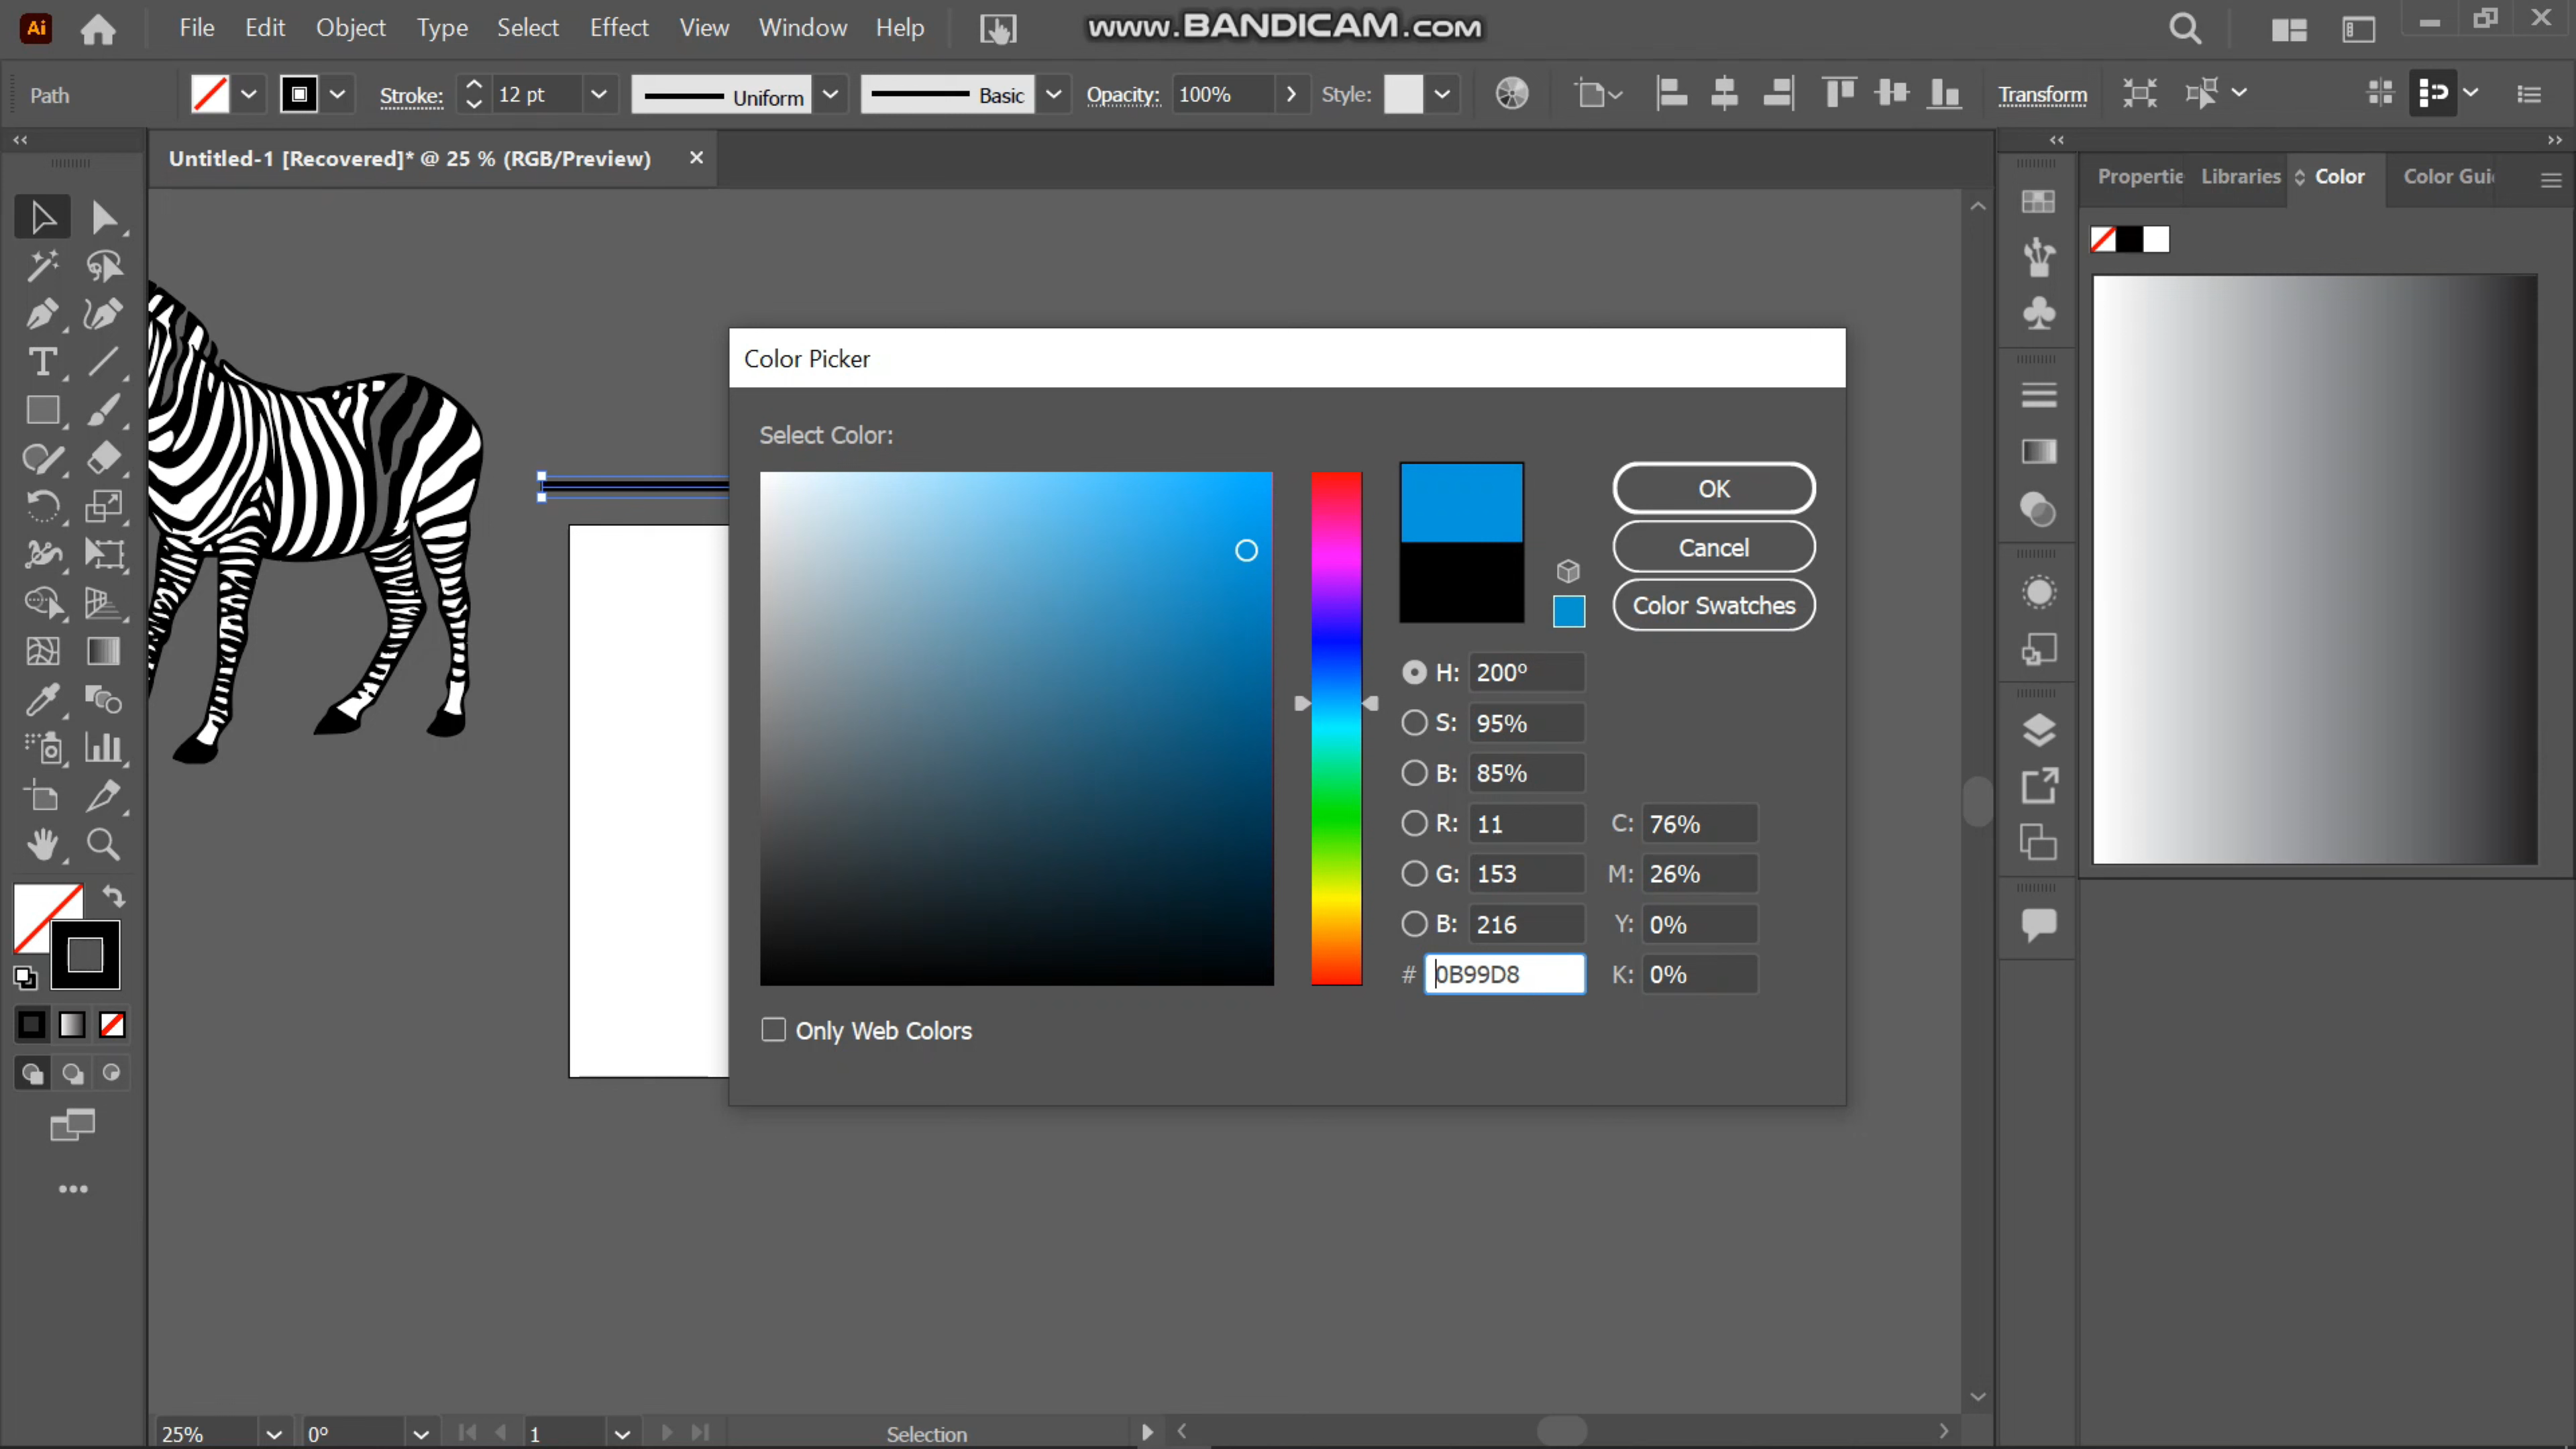 Ai File Edit Object Type Select Effect View Window Help
www.BANDICAM.com
Path Stroke: 12 pt Uniform Basic Opacity: 100% Style: Transform
Untitled-1 [Recovered]* @ 25 % (RGB/Preview)
Propertie Libraries Color Color Gui
Color Picker
Select Color:
OK
Cancel
Color Swatches
H: 200º
S: 95%
B: 85%
R: 11 C: 76%
G: 153 M: 26%
B: 216 Y: 0%
# 0B99D8 K: 0%
Only Web Colors
T
25% 0º 1 Selection